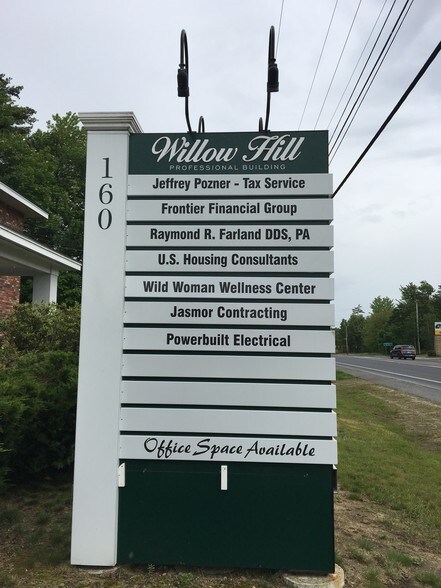 160
Willow Hill
PROFESSIONAL BUILDING
Jeffrey Pozner - Tax Service
Frontier Financial Group
Raymond R. Farland DDS, PA
U.S. Housing Consultants
Wild Woman Wellness Center
Jasmor Contracting
Powerbuilt Electrical
Office Space Available